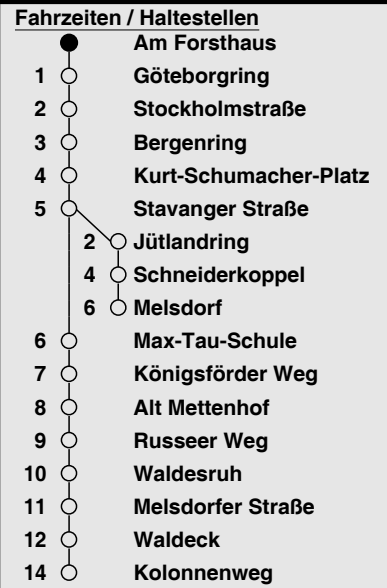 Fahrzeiten / Haltestellen
Am Forsthaus
1 Göteborgring
2 Stockholmstraße
3 Bergenring
4 Kurt-Schumacher-Platz
5 Stavanger Straße
2 Jütlandring
4 Schneiderkoppel
6 Melsdorf
6 Max-Tau-Schule
7 Königsförder Weg
8 Alt Mettenhof
9 Russeer Weg
10 Waldesruh
11 Melsdorfer Straße
12 Waldeck
14 Kolonnenweg